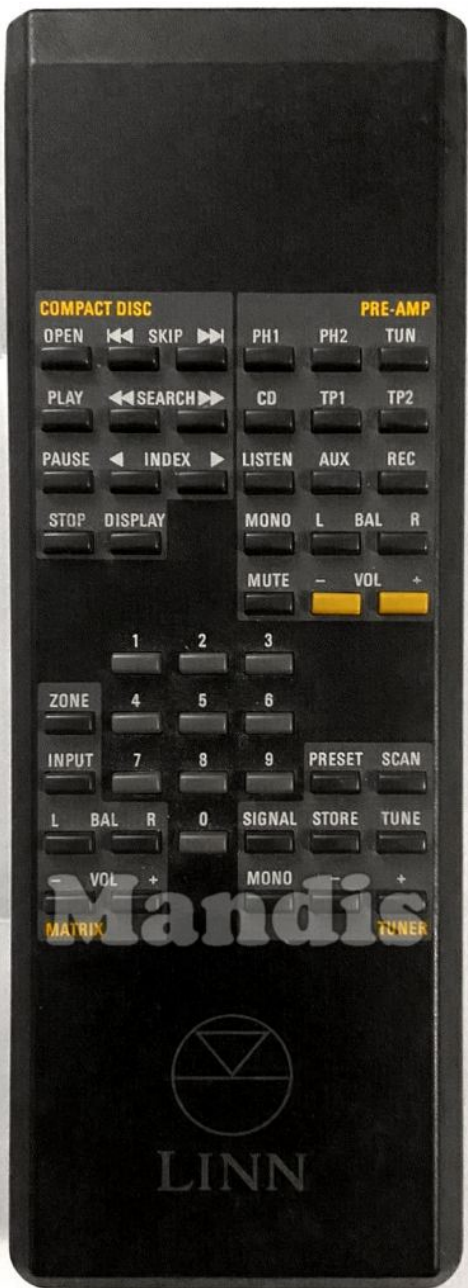 COMPACT DISC PRE-AMP
OPEN ⏮ SKIP ⏭ PH1 PH2 TUN
PLAY ◀◀ SEARCH ▶▶ CD TP1 TP2
PAUSE ◀ INDEX ▶ LISTEN AUX REC
STOP DISPLAY MONO L BAL R
MUTE - VOL +
1 2 3
ZONE 4 5 6
INPUT 7 8 9 PRESET SCAN
L BAL R 0 SIGNAL STORE TUNE
- VOL + MONO - +
Mandis
MATRIX TUNER
LINN